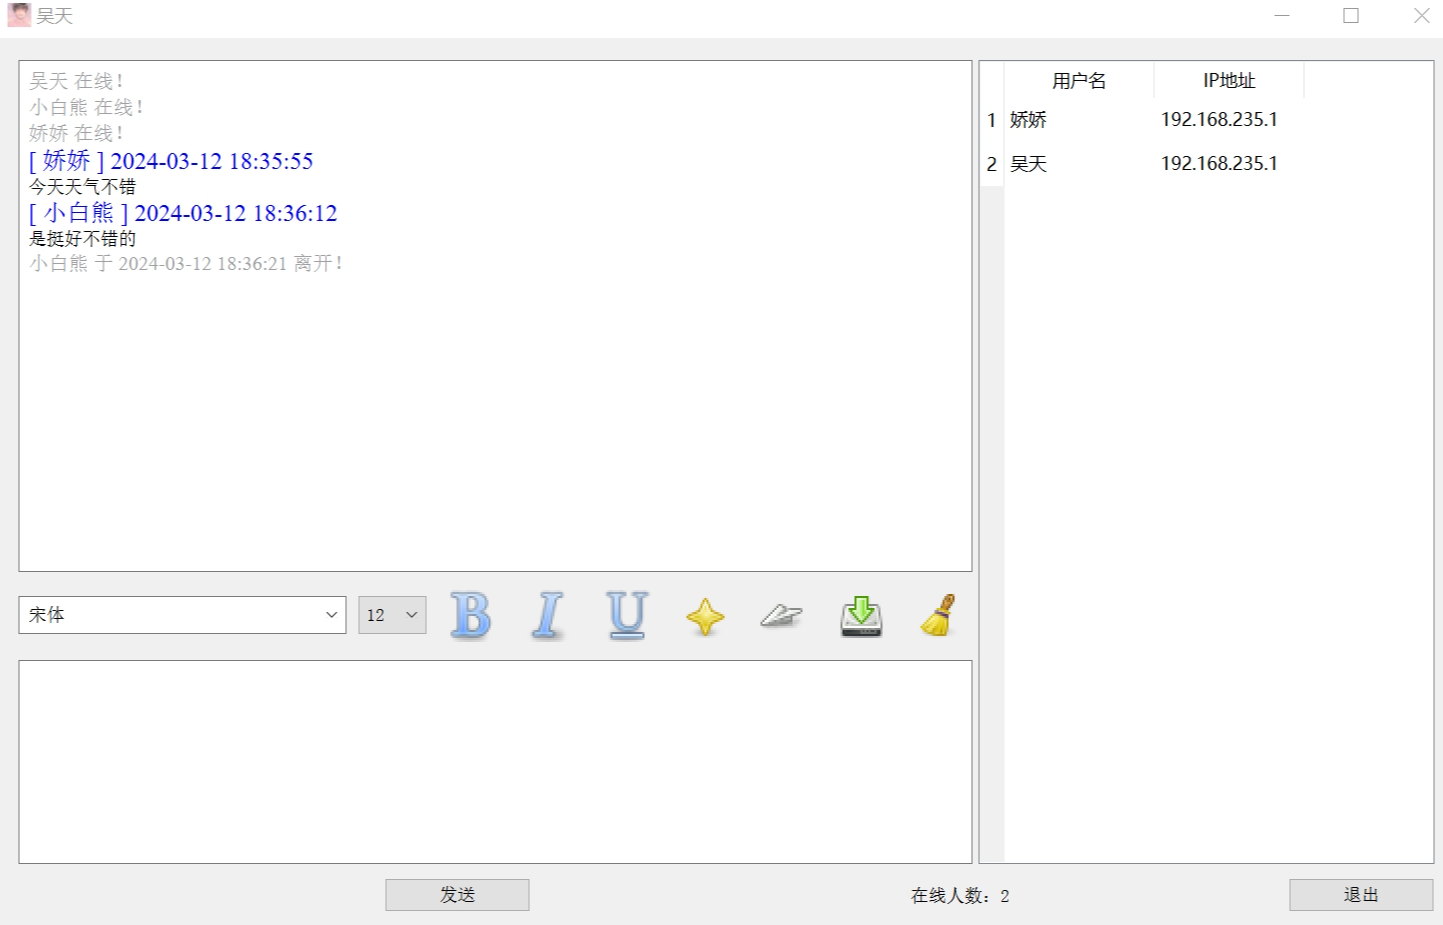 吴天
吴天 在线！
小白熊 在线！
娇娇 在线！
[ 娇娇 ] 2024-03-12 18:35:55
今天天气不错
[ 小白熊 ] 2024-03-12 18:36:12
是挺好不错的
小白熊 于 2024-03-12 18:36:21 离开！
用户名 IP地址
1 娇娇 192.168.235.1
2 吴天 192.168.235.1
宋体 12 B I U
发送 在线人数：2 退出